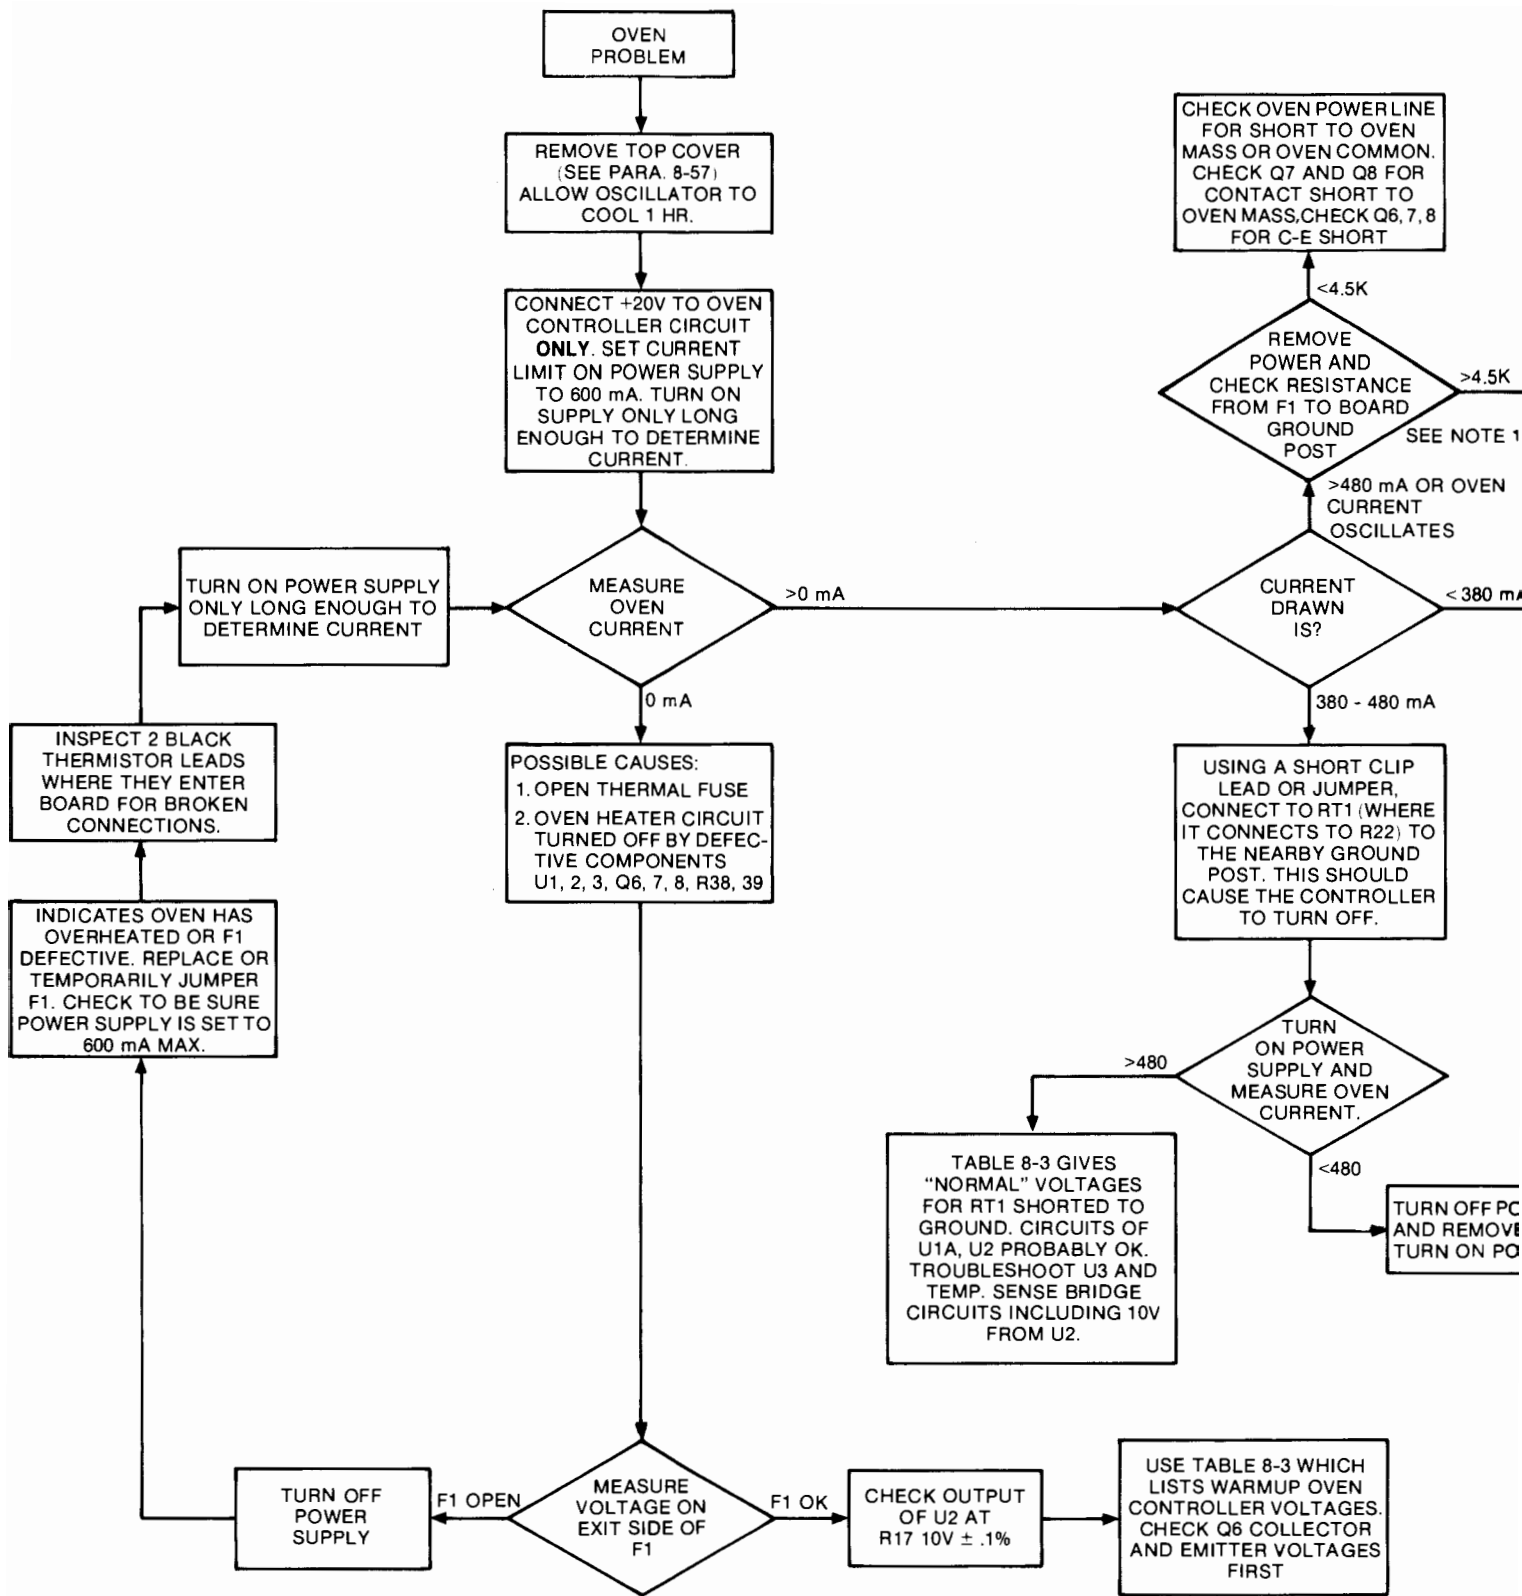 OVEN
PROBLEM
REMOVE TOP COVER
(SEE PARA. 8-57)
ALLOW OSCILLATOR TO
COOL 1 HR.
CONNECT +20V TO OVEN
CONTROLLER CIRCUIT
ONLY. SET CURRENT
LIMIT ON POWER SUPPLY
TO 600 mA. TURN ON
SUPPLY ONLY LONG
ENOUGH TO DETERMINE
CURRENT.
TURN ON POWER SUPPLY
ONLY LONG ENOUGH TO
DETERMINE CURRENT
MEASURE
OVEN
CURRENT
>0 mA
0 mA
INSPECT 2 BLACK
THERMISTOR LEADS
WHERE THEY ENTER
BOARD FOR BROKEN
CONNECTIONS.
POSSIBLE CAUSES:
1. OPEN THERMAL FUSE
2. OVEN HEATER CIRCUIT
TURNED OFF BY DEFEC-
TIVE COMPONENTS
U1, 2, 3, Q6, 7, 8, R38, 39
INDICATES OVEN HAS
OVERHEATED OR F1
DEFECTIVE. REPLACE OR
TEMPORARILY JUMPER
F1. CHECK TO BE SURE
POWER SUPPLY IS SET TO
600 mA MAX.
TURN OFF
POWER
SUPPLY
F1 OPEN
MEASURE
VOLTAGE ON
EXIT SIDE OF
F1
F1 OK
CHECK OUTPUT
OF U2 AT
R17 10V ± .1%
USE TABLE 8-3 WHICH
LISTS WARMUP OVEN
CONTROLLER VOLTAGES.
CHECK Q6 COLLECTOR
AND EMITTER VOLTAGES
FIRST
CHECK OVEN POWER LINE
FOR SHORT TO OVEN
MASS OR OVEN COMMON.
CHECK Q7 AND Q8 FOR
CONTACT SHORT TO
OVEN MASS,CHECK Q6, 7, 8
FOR C-E SHORT
<4.5K
REMOVE
POWER AND
CHECK RESISTANCE
FROM F1 TO BOARD
GROUND
POST
>4.5K
SEE NOTE 1
>480 mA OR OVEN
CURRENT
OSCILLATES
CURRENT
DRAWN
IS?
<380 mA
380 - 480 mA
USING A SHORT CLIP
LEAD OR JUMPER,
CONNECT TO RT1 (WHERE
IT CONNECTS TO R22) TO
THE NEARBY GROUND
POST. THIS SHOULD
CAUSE THE CONTROLLER
TO TURN OFF.
TURN
ON POWER
SUPPLY AND
MEASURE OVEN
CURRENT.
>480
<480
TABLE 8-3 GIVES
"NORMAL" VOLTAGES
FOR RT1 SHORTED TO
GROUND. CIRCUITS OF
U1A, U2 PROBABLY OK.
TROUBLESHOOT U3 AND
TEMP. SENSE BRIDGE
CIRCUITS INCLUDING 10V
FROM U2.
TURN OFF PO
AND REMOVE
TURN ON PO